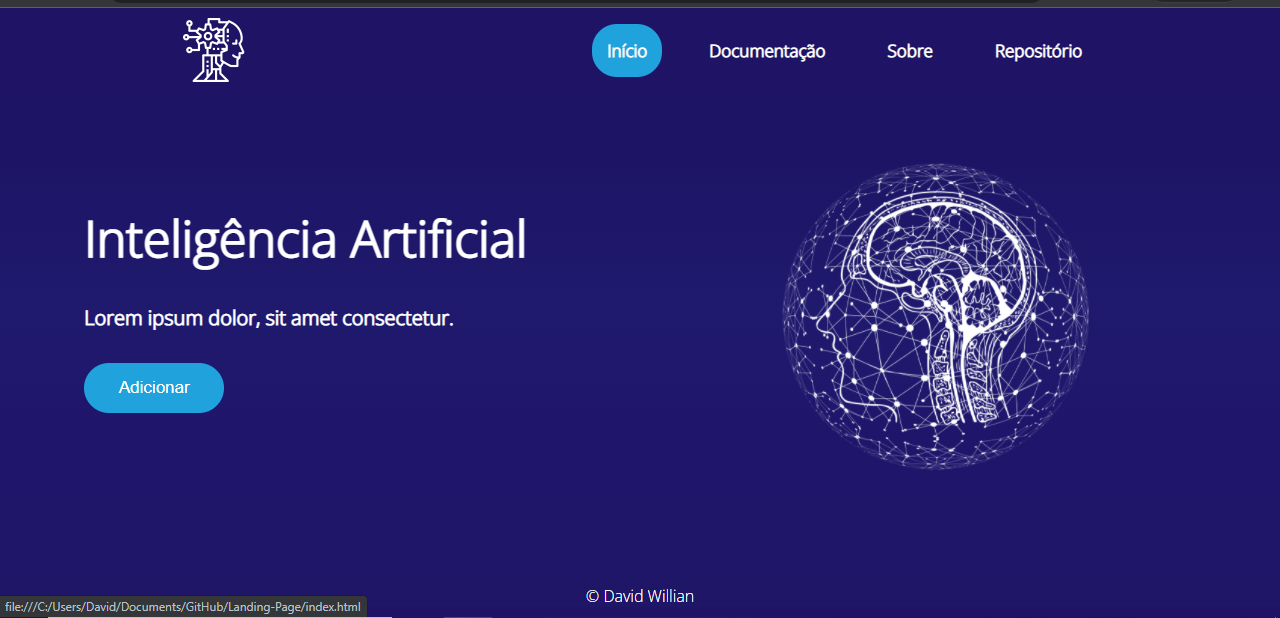 Início
Documentação
Sobre
Repositório
Inteligência Artificial
Lorem ipsum dolor, sit amet consectetur.
Adicionar
© David Willian
file:///C:/Users/David/Documents/GitHub/Landing-Page/index.html